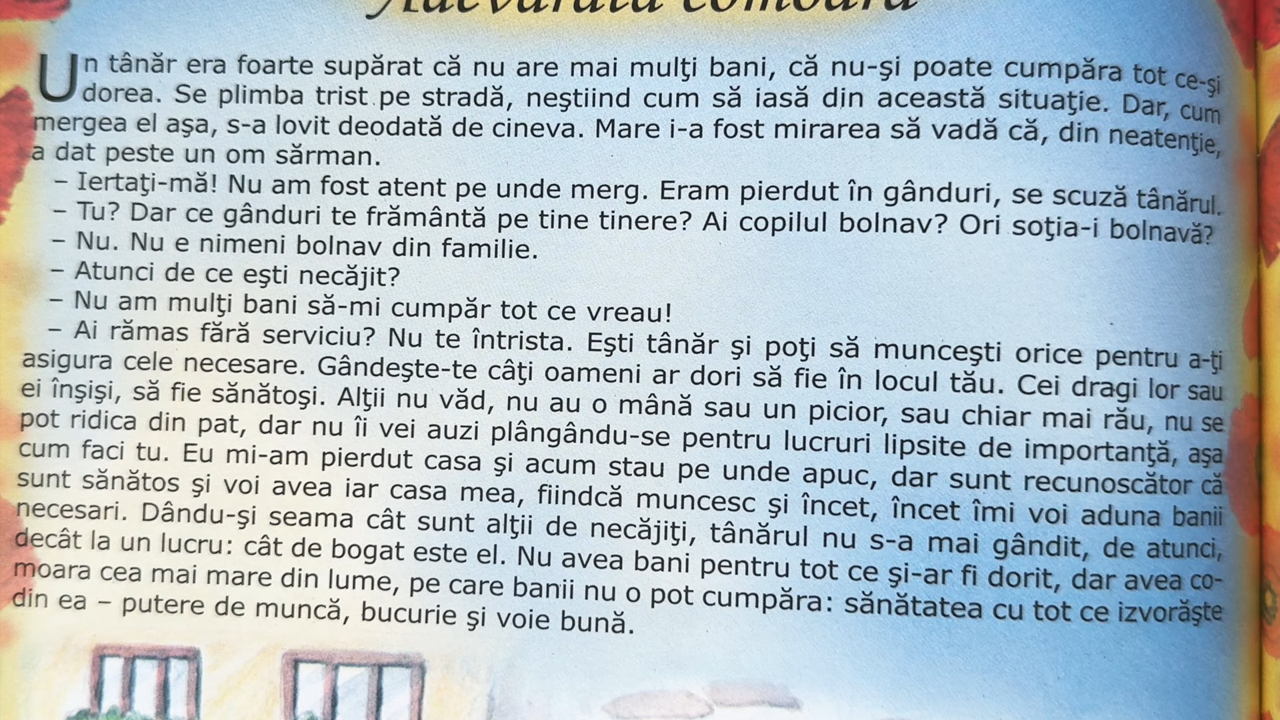 Adevărata comoară
Un tânăr era foarte supărat că nu are mai mulţi bani, că nu-şi poate cumpăra tot ce-şi
dorea. Se plimba trist pe stradă, neştiind cum să iasă din această situaţie. Dar, cum
mergea el aşa, s-a lovit deodată de cineva. Mare i-a fost mirarea să vadă că, din neatenţie,
a dat peste un om sărman.
– Iertaţi-mă! Nu am fost atent pe unde merg. Eram pierdut în gânduri, se scuză tânărul.
– Tu? Dar ce gânduri te frământă pe tine tinere? Ai copilul bolnav? Ori soţia-i bolnavă?
– Nu. Nu e nimeni bolnav din familie.
– Atunci de ce eşti necăjit?
– Nu am mulţi bani să-mi cumpăr tot ce vreau!
– Ai rămas fără serviciu? Nu te întrista. Eşti tânăr şi poţi să munceşti orice pentru a-ţi
asigura cele necesare. Gândeşte-te câţi oameni ar dori să fie în locul tău. Cei dragi lor sau
ei înşişi, să fie sănătoşi. Alţii nu văd, nu au o mână sau un picior, sau chiar mai rău, nu se
pot ridica din pat, dar nu îi vei auzi plângându-se pentru lucruri lipsite de importanţă, aşa
cum faci tu. Eu mi-am pierdut casa şi acum stau pe unde apuc, dar sunt recunoscător că
sunt sănătos şi voi avea iar casa mea, fiindcă muncesc şi încet, încet îmi voi aduna banii
necesari. Dându-şi seama cât sunt alţii de necăjiţi, tânărul nu s-a mai gândit, de atunci,
decât la un lucru: cât de bogat este el. Nu avea bani pentru tot ce şi-ar fi dorit, dar avea co-
moara cea mai mare din lume, pe care banii nu o pot cumpăra: sănătatea cu tot ce izvorăşte
din ea – putere de muncă, bucurie şi voie bună.